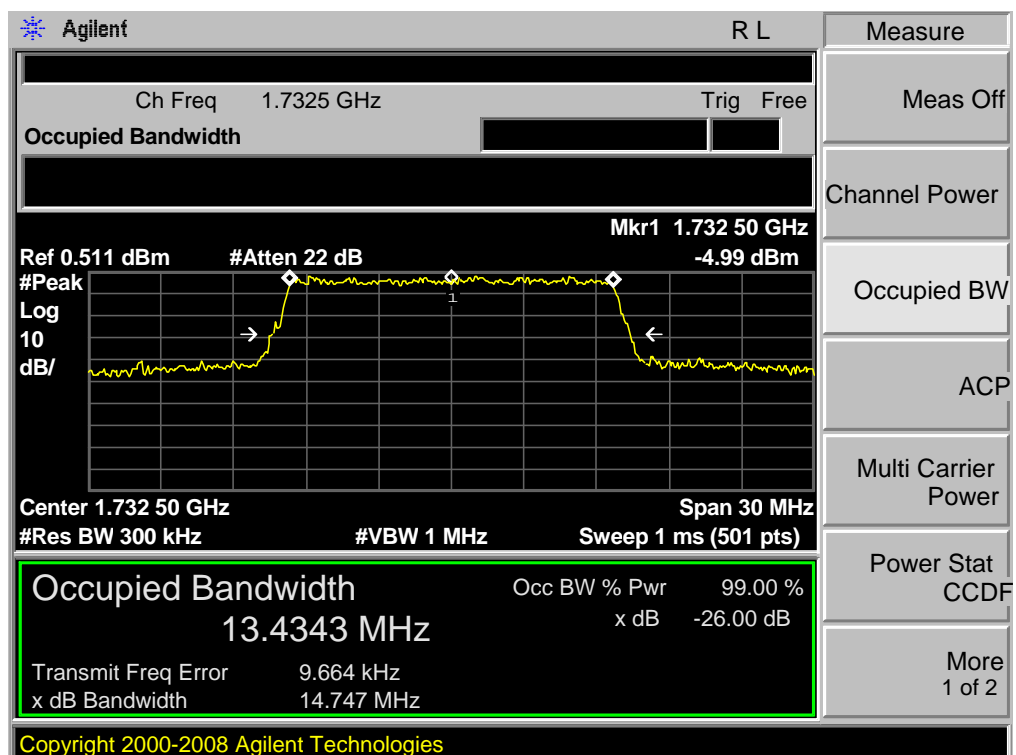 Agilent R L Measure
Ch Freq 1.7325 GHz Trig Free
Meas Off
Occupied Bandwidth
Channel Power
Mkr1 1.732 50 GHz
Ref 0.511 dBm #Atten 22 dB -4.99 dBm
#Peak
Log
10
dB/
1
Occupied BW
ACP
Multi Carrier
Power
Center 1.732 50 GHz Span 30 MHz
#Res BW 300 kHz #VBW 1 MHz Sweep 1 ms (501 pts)
Occupied Bandwidth Occ BW % Pwr 99.00 %
13.4343 MHz x dB -26.00 dB
Transmit Freq Error 9.664 kHz
x dB Bandwidth 14.747 MHz
Power Stat
CCDF
More
1 of 2
Copyright 2000-2008 Agilent Technologies